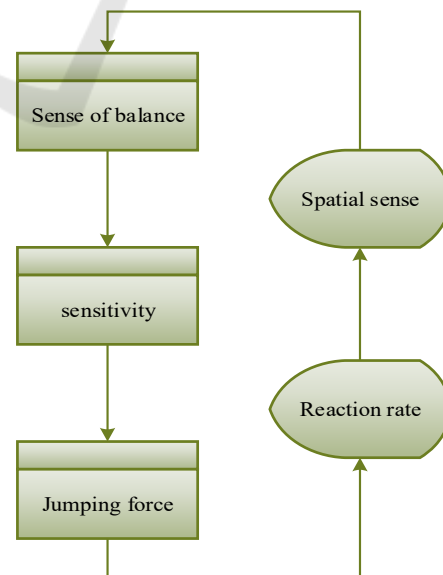 Sense of balance
Spatial sense
sensitivity
Reaction rate
Jumping force